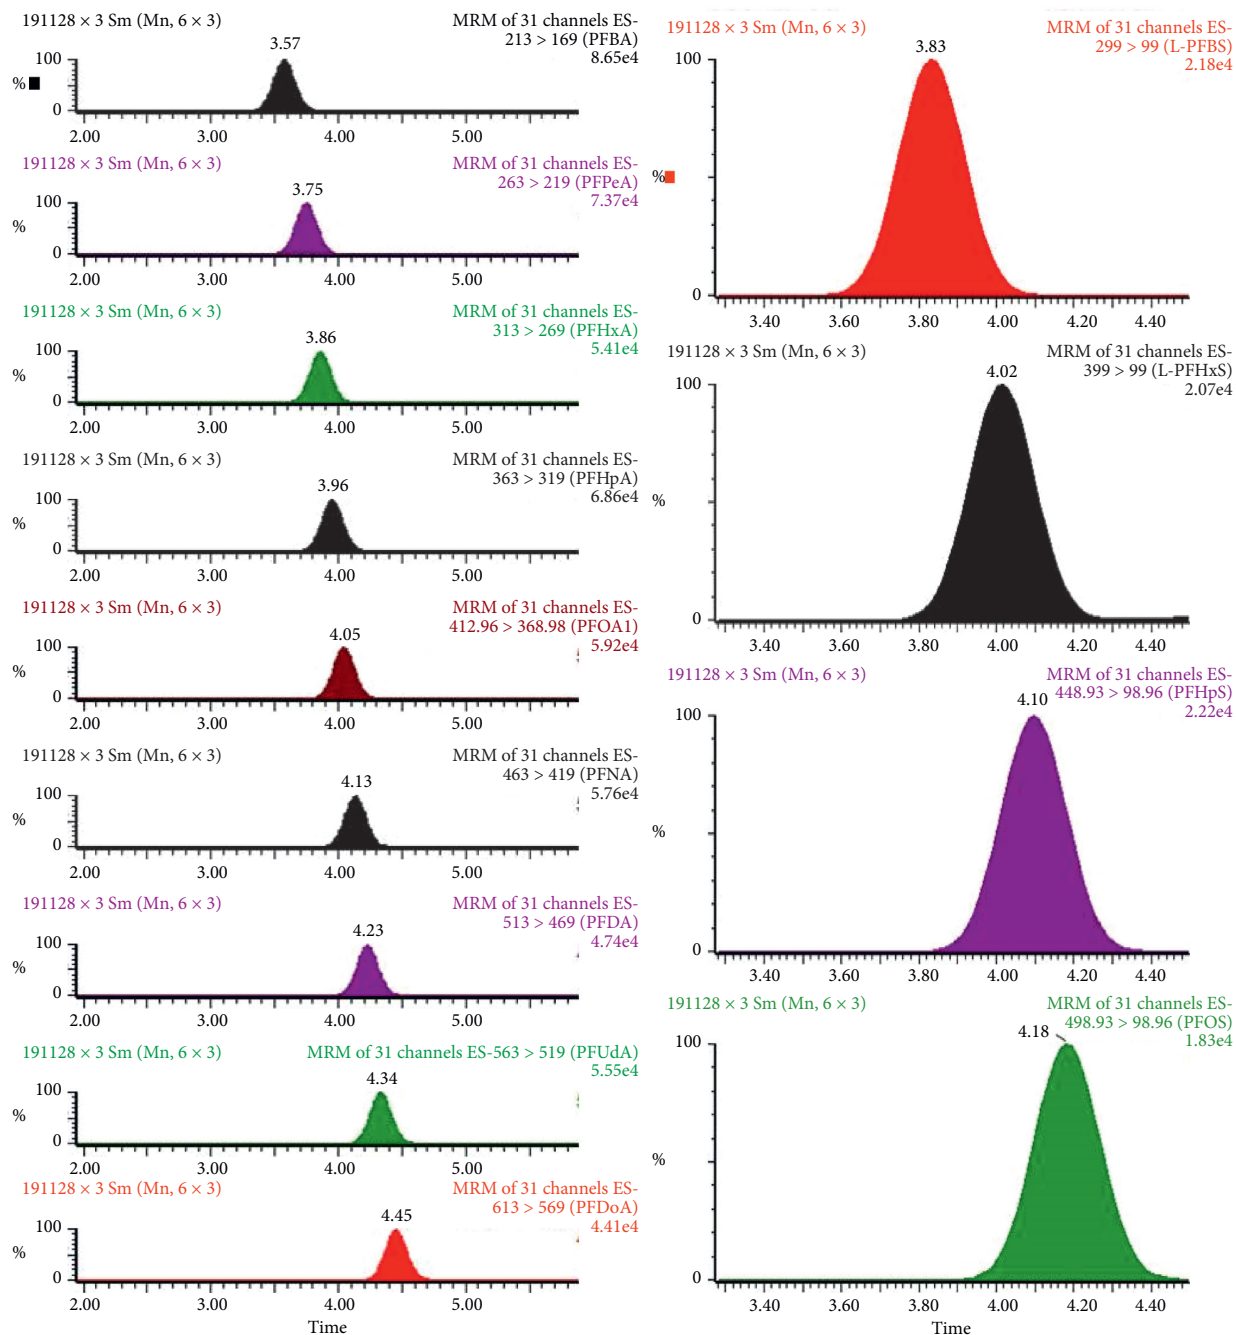 191128 × 3 Sm (Mn, 6 × 3)
MRM of 31 channels ES-
213 > 169 (PFBA)
8.65e4
3.57
100
%
0
2.00 3.00 4.00 5.00
191128 × 3 Sm (Mn, 6 × 3)
MRM of 31 channels ES-
263 > 219 (PFPeA)
7.37e4
3.75
100
%
0
2.00 3.00 4.00 5.00
191128 × 3 Sm (Mn, 6 × 3)
MRM of 31 channels ES-
313 > 269 (PFHxA)
5.41e4
3.86
100
%
0
2.00 3.00 4.00 5.00
191128 × 3 Sm (Mn, 6 × 3)
MRM of 31 channels ES-
363 > 319 (PFHpA)
6.86e4
3.96
100
%
0
2.00 3.00 4.00 5.00
191128 × 3 Sm (Mn, 6 × 3)
MRM of 31 channels ES-
412.96 > 368.98 (PFOA1)
5.92e4
4.05
100
%
0
2.00 3.00 4.00 5.00
191128 × 3 Sm (Mn, 6 × 3)
MRM of 31 channels ES-
463 > 419 (PFNA)
5.76e4
4.13
100
%
0
2.00 3.00 4.00 5.00
191128 × 3 Sm (Mn, 6 × 3)
MRM of 31 channels ES-
513 > 469 (PFDA)
4.74e4
4.23
100
%
0
2.00 3.00 4.00 5.00
191128 × 3 Sm (Mn, 6 × 3)
MRM of 31 channels ES-563 > 519 (PFUdA)
5.55e4
4.34
100
%
0
2.00 3.00 4.00 5.00
191128 × 3 Sm (Mn, 6 × 3)
MRM of 31 channels ES-
613 > 569 (PFDoA)
4.41e4
4.45
100
%
0
2.00 3.00 4.00 5.00
Time
191128 × 3 Sm (Mn, 6 × 3)
MRM of 31 channels ES-
299 > 99 (L-PFBS)
2.18e4
3.83
100
%
0
3.40 3.60 3.80 4.00 4.20 4.40
191128 × 3 Sm (Mn, 6 × 3)
MRM of 31 channels ES-
399 > 99 (L-PFHxS)
2.07e4
4.02
100
%
0
3.40 3.60 3.80 4.00 4.20 4.40
191128 × 3 Sm (Mn, 6 × 3)
MRM of 31 channels ES-
448.93 > 98.96 (PFHpS)
2.22e4
4.10
100
%
0
3.40 3.60 3.80 4.00 4.20 4.40
191128 × 3 Sm (Mn, 6 × 3)
MRM of 31 channels ES-
498.93 > 98.96 (PFOS)
1.83e4
4.18
100
%
0
3.40 3.60 3.80 4.00 4.20 4.40
Time